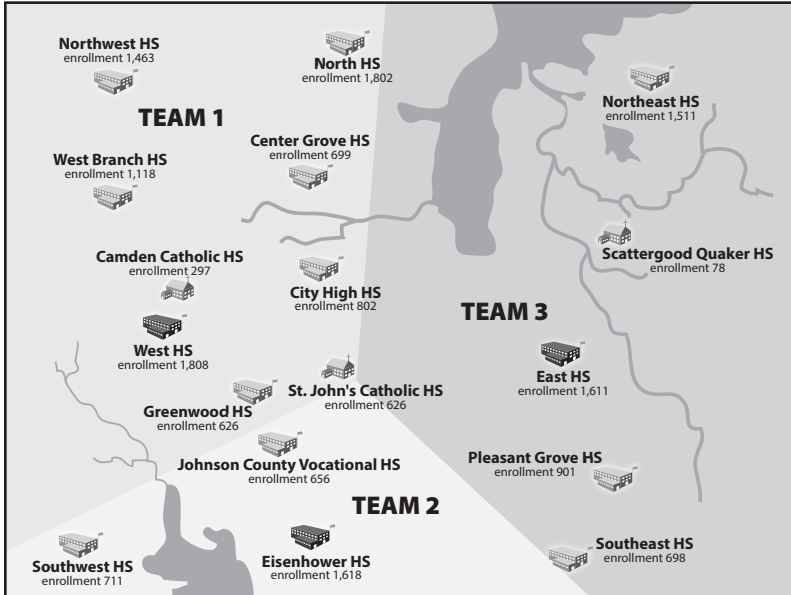 Northwest HS
enrollment 1,463
North HS
enrollment 1,802
Northeast HS
enrollment 1,511
TEAM 1
Center Grove HS
enrollment 699
West Branch HS
enrollment 1,118
Camden Catholic HS
enrollment 297
City High HS
enrollment 802
Scattergood Quaker HS
enrollment 78
TEAM 3
West HS
enrollment 1,808
East HS
enrollment 1,611
St. John's Catholic HS
enrollment 626
Greenwood HS
enrollment 626
Johnson County Vocational HS
enrollment 656
Pleasant Grove HS
enrollment 901
TEAM 2
Southwest HS
enrollment 711
Eisenhower HS
enrollment 1,618
Southeast HS
enrollment 698